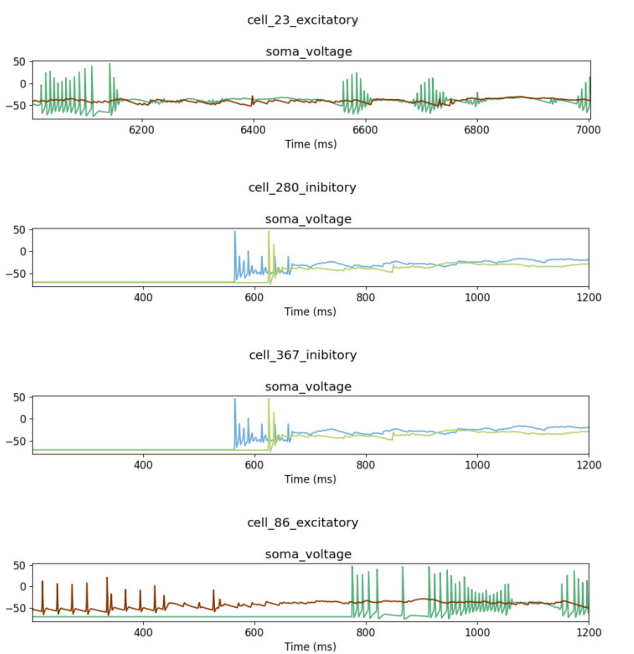 cell_23_excitatory
soma_voltage
50
0
−50
6200 6400 6600 6800 7000
Time (ms)
cell_280_inibitory
soma_voltage
50
0
−50
400 600 800 1000 1200
Time (ms)
cell_367_inibitory
soma_voltage
50
0
−50
400 600 800 1000 1200
Time (ms)
cell_86_excitatory
soma_voltage
50
0
−50
400 600 800 1000 1200
Time (ms)